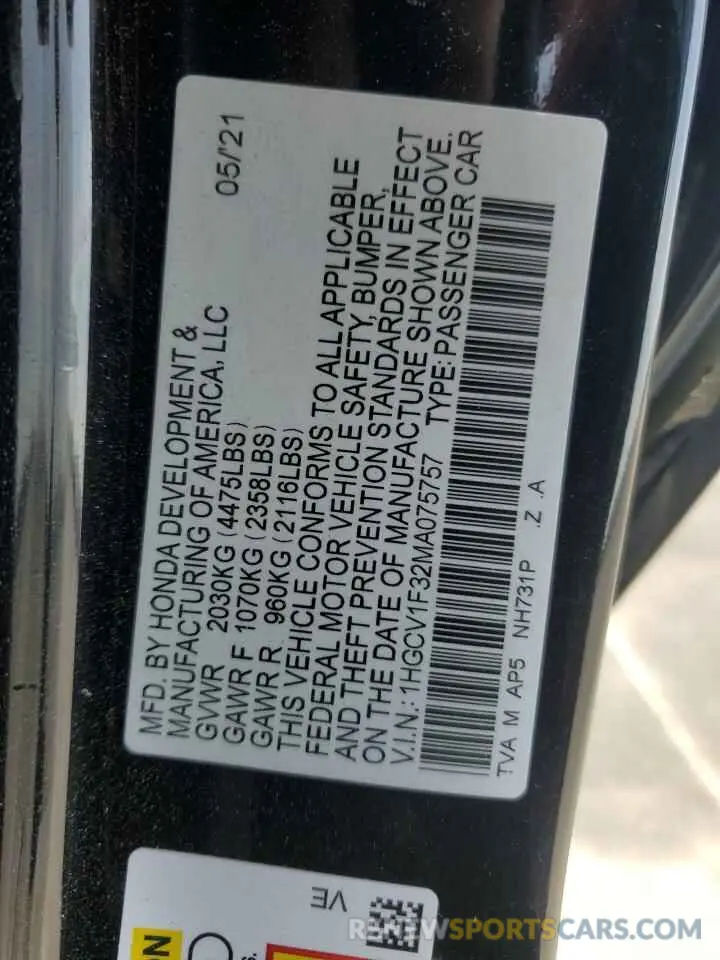 MFD. BY HONDA DEVELOPMENT &
MANUFACTURING OF AMERICA, LLC 05/'21
GVWR 2030KG (4475LBS)
GAWR F 1070KG (2358LBS)
GAWR R 960KG (2116LBS)
THIS VEHICLE CONFORMS TO ALL APPLICABLE
FEDERAL MOTOR VEHICLE SAFETY, BUMPER,
AND THEFT PREVENTION STANDARDS IN EFFECT
ON THE DATE OF MANUFACTURE SHOWN ABOVE.
V.I.N.: 1HGCV1F32MA075757 TYPE: PASSENGER CAR
TVA M AP5 NH731P .Z .A
VE
RENEWSPORTSCARS.COM